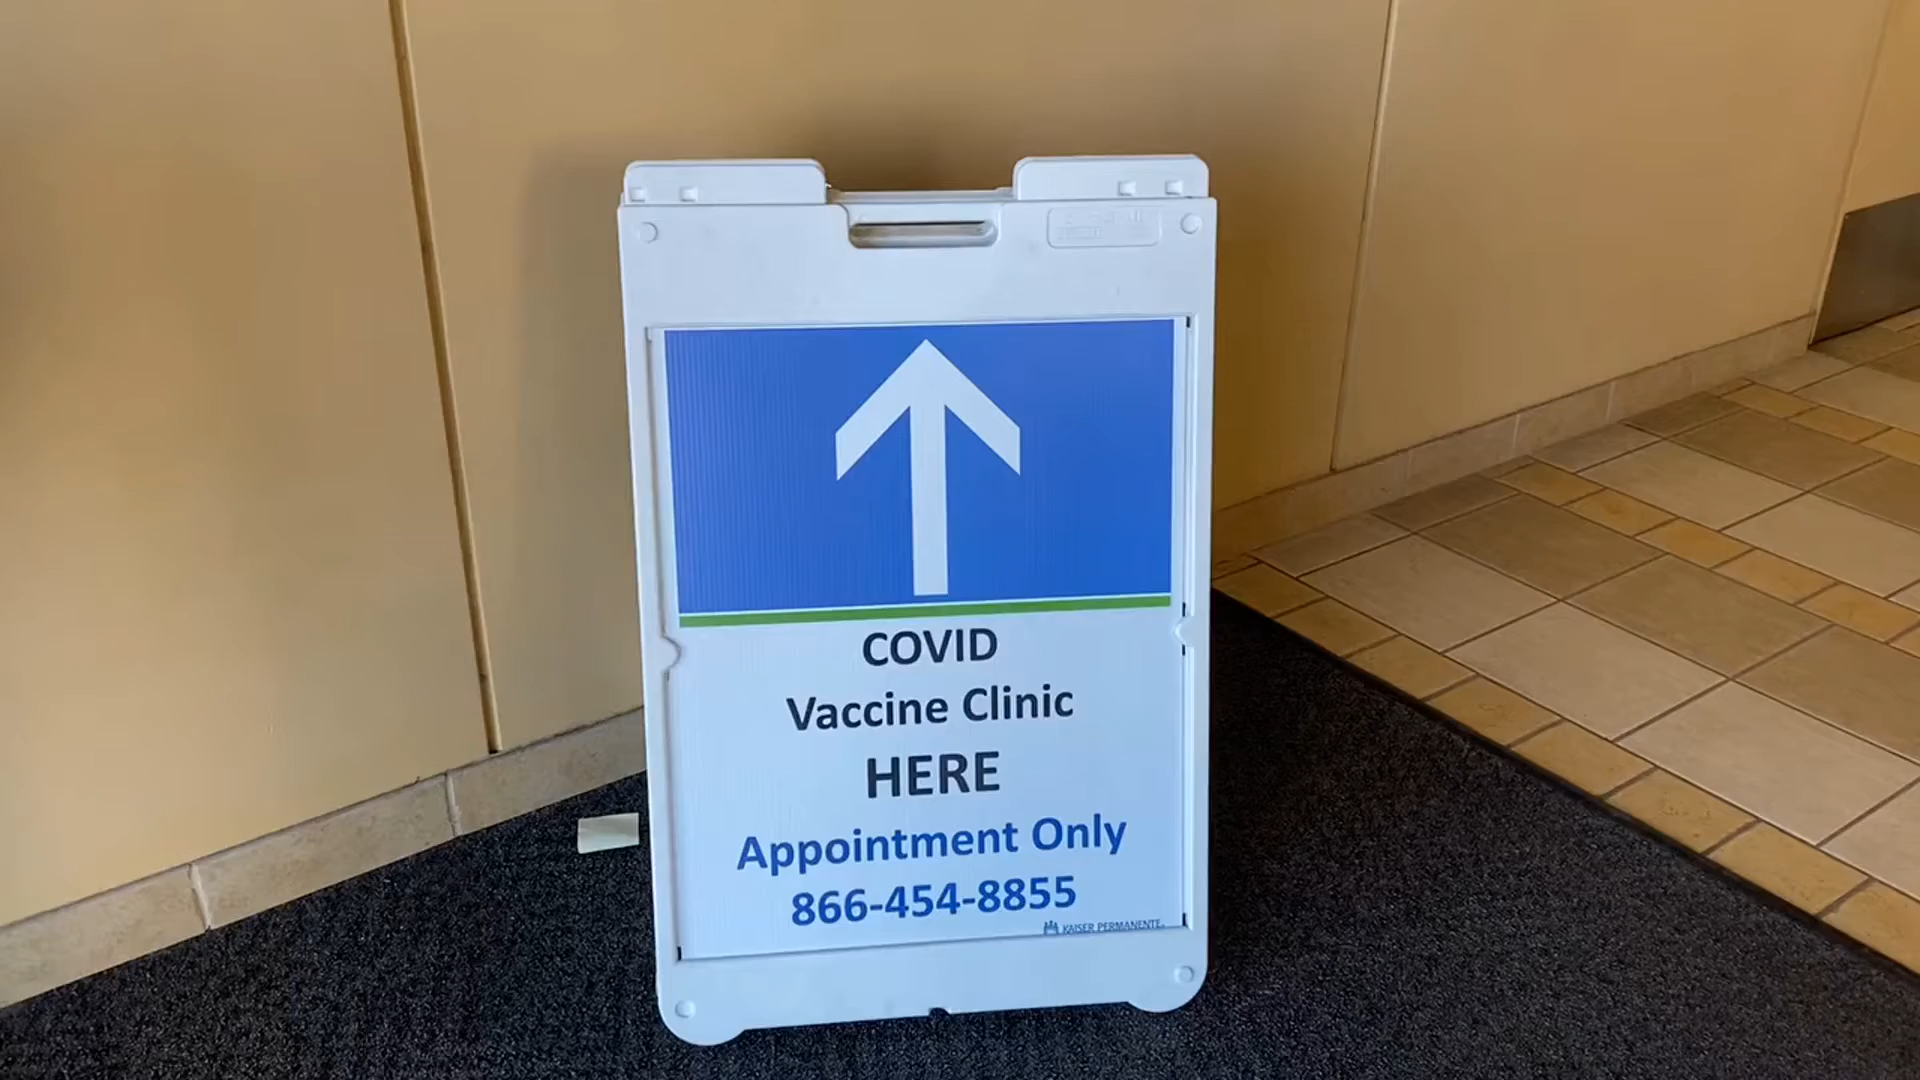 COVID
Vaccine Clinic
HERE
Appointment Only
866-454-8855
KAISER PERMANENTE